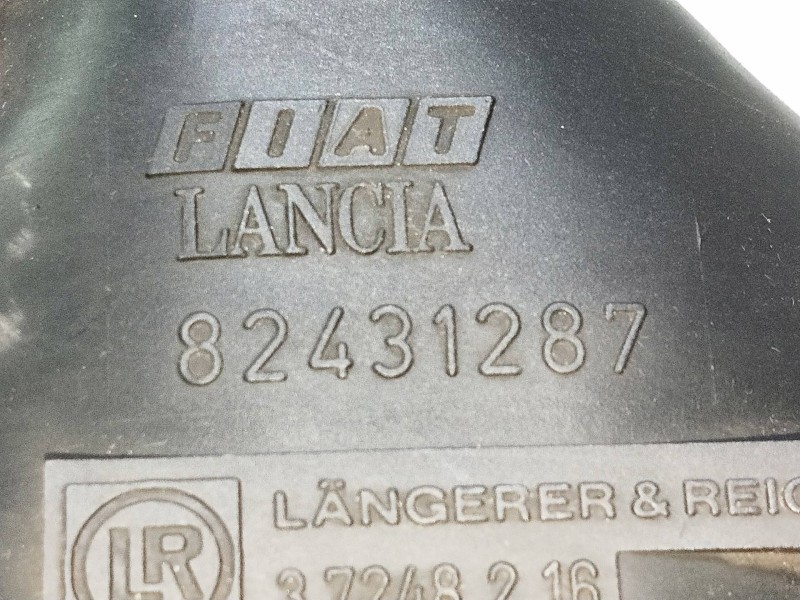 FIAT
LANCIA
82431287
LÄNGERER & REIC
LR
3.7248.2.16